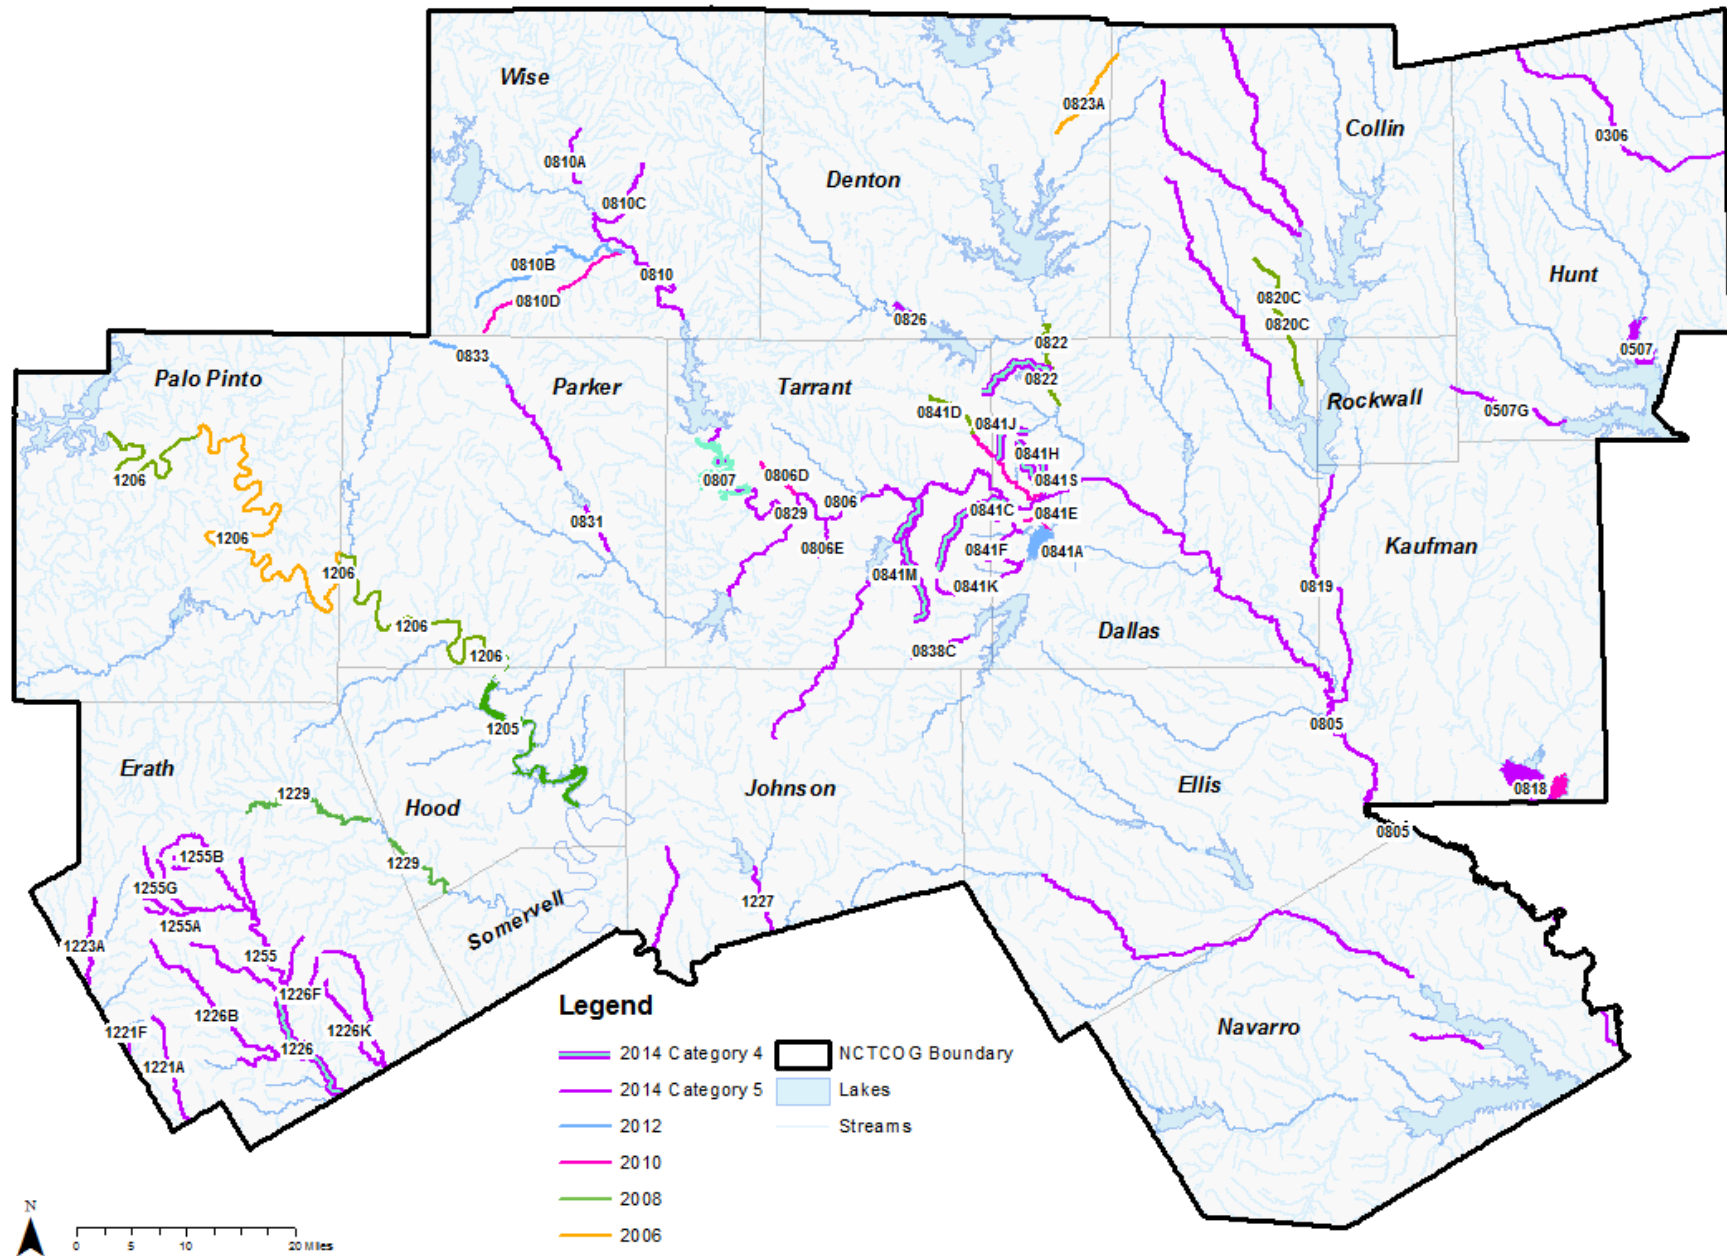 Wise
0823A
Collin
0306
0810A
Denton
0810C
0810B
0810
0810D
Hunt
0820C
0820C
0826
0822
0507
0833
Palo Pinto
Parker
Tarrant
0822
Rockwall
0841D
0507G
0841J
0841H
1206
0807
0806D
0841S
0806
0829
0841C
0841E
0831
1206
0806E
0841F
0841A
Kaufman
1206
0841M
0841K
0819
1206
Dallas
0838C
1206
1205
0805
Erath
Johnson
Ellis
0818
1229
Hood
0805
1255B
1229
1255G
1227
1255A
Somervell
1223A
1255
1226F
1226B
1226K
1221F
1226
1221A
Navarro
Legend
2014 Category 4
NCTCOG Boundary
2014 Category 5
Lakes
2012
Streams
2010
2008
2006
N
0 5 10 20 Miles